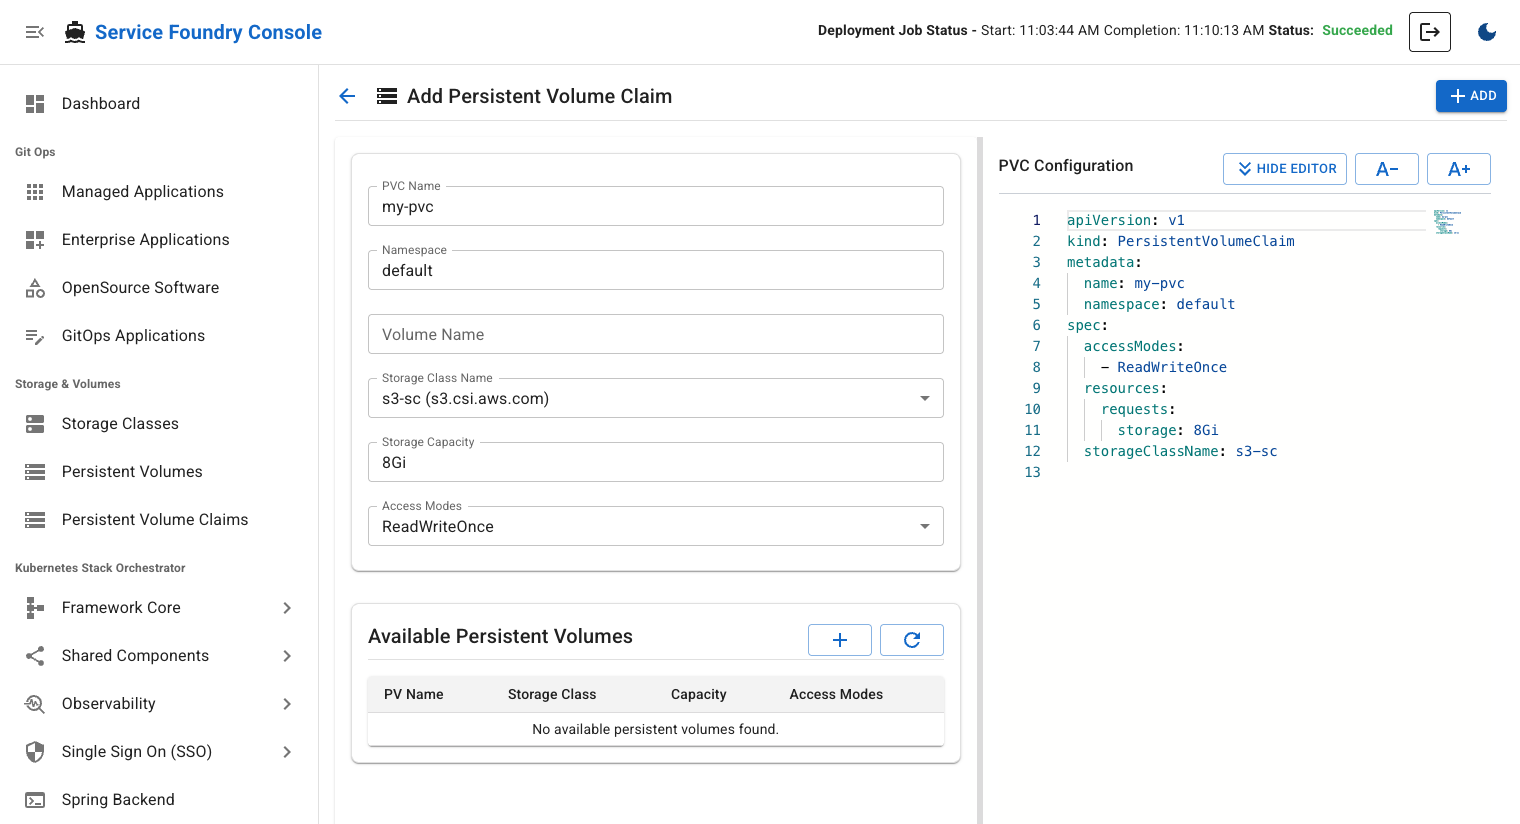 Service Foundry Console
Deployment Job Status - Start: 11:03:44 AM Completion: 11:10:13 AM Status: Succeeded
Dashboard
Git Ops
Managed Applications
Enterprise Applications
OpenSource Software
GitOps Applications
Storage & Volumes
Storage Classes
Persistent Volumes
Persistent Volume Claims
Kubernetes Stack Orchestrator
Framework Core
Shared Components
Observability
Single Sign On (SSO)
Spring Backend
Add Persistent Volume Claim
ADD
PVC Name
my-pvc
Namespace
default
Volume Name
Storage Class Name
s3-sc (s3.csi.aws.com)
Storage Capacity
8Gi
Access Modes
ReadWriteOnce
Available Persistent Volumes
PV Name Storage Class Capacity Access Modes
No available persistent volumes found.
PVC Configuration
HIDE EDITOR
A-
A+
1 apiVersion: v1
2 kind: PersistentVolumeClaim
3 metadata:
4 name: my-pvc
5 namespace: default
6 spec:
7 accessModes:
8 - ReadWriteOnce
9 resources:
10 requests:
11 storage: 8Gi
12 storageClassName: s3-sc
13